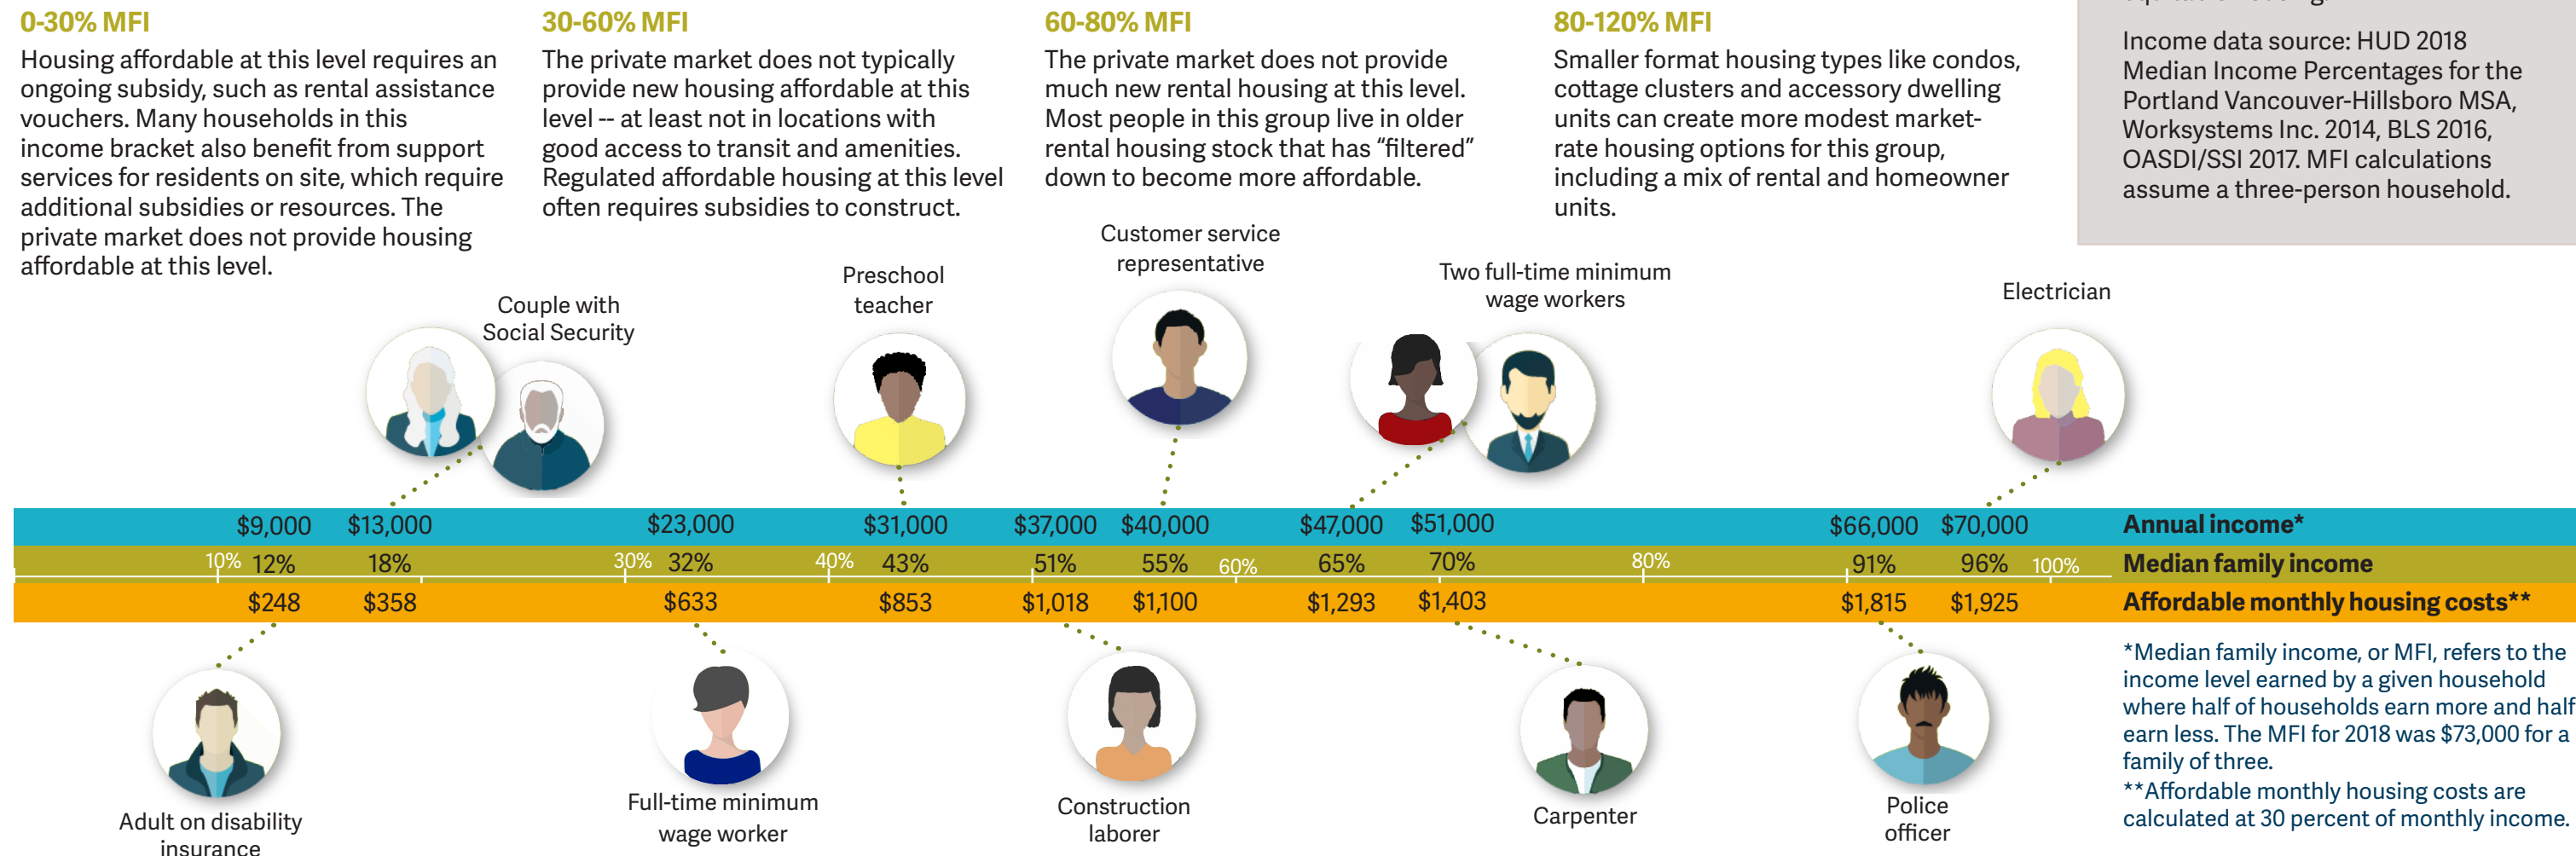 0-30% MFI
Housing affordable at this level requires an
ongoing subsidy, such as rental assistance
vouchers. Many households in this
income bracket also benefit from support
services for residents on site, which require
additional subsidies or resources. The
private market does not provide housing
affordable at this level.
30-60% MFI
The private market does not typically
provide new housing affordable at this
level -- at least not in locations with
good access to transit and amenities.
Regulated affordable housing at this level
often requires subsidies to construct.
60-80% MFI
The private market does not provide
much new rental housing at this level.
Most people in this group live in older
rental housing stock that has “filtered”
down to become more affordable.
80-120% MFI
Smaller format housing types like condos,
cottage clusters and accessory dwelling
units can create more modest market-
rate housing options for this group,
including a mix of rental and homeowner
units.
Income data source: HUD 2018
Median Income Percentages for the
Portland Vancouver-Hillsboro MSA,
Worksystems Inc. 2014, BLS 2016,
OASDI/SSI 2017. MFI calculations
assume a three-person household.
Couple with
Social Security
Preschool
teacher
Customer service
representative
Two full-time minimum
wage workers
Electrician
$9,000 $13,000 $23,000 $31,000 $37,000 $40,000 $47,000 $51,000 $66,000 $70,000 Annual income*
10% 12% 18% 30% 32% 40% 43% 51% 55% 60% 65% 70% 80% 91% 96% 100% Median family income
$248 $358 $633 $853 $1,018 $1,100 $1,293 $1,403 $1,815 $1,925 Affordable monthly housing costs**
Adult on disability
insurance
Full-time minimum
wage worker
Construction
laborer
Carpenter
Police
officer
*Median family income, or MFI, refers to the
income level earned by a given household
where half of households earn more and half
earn less. The MFI for 2018 was $73,000 for a
family of three.
**Affordable monthly housing costs are
calculated at 30 percent of monthly income.